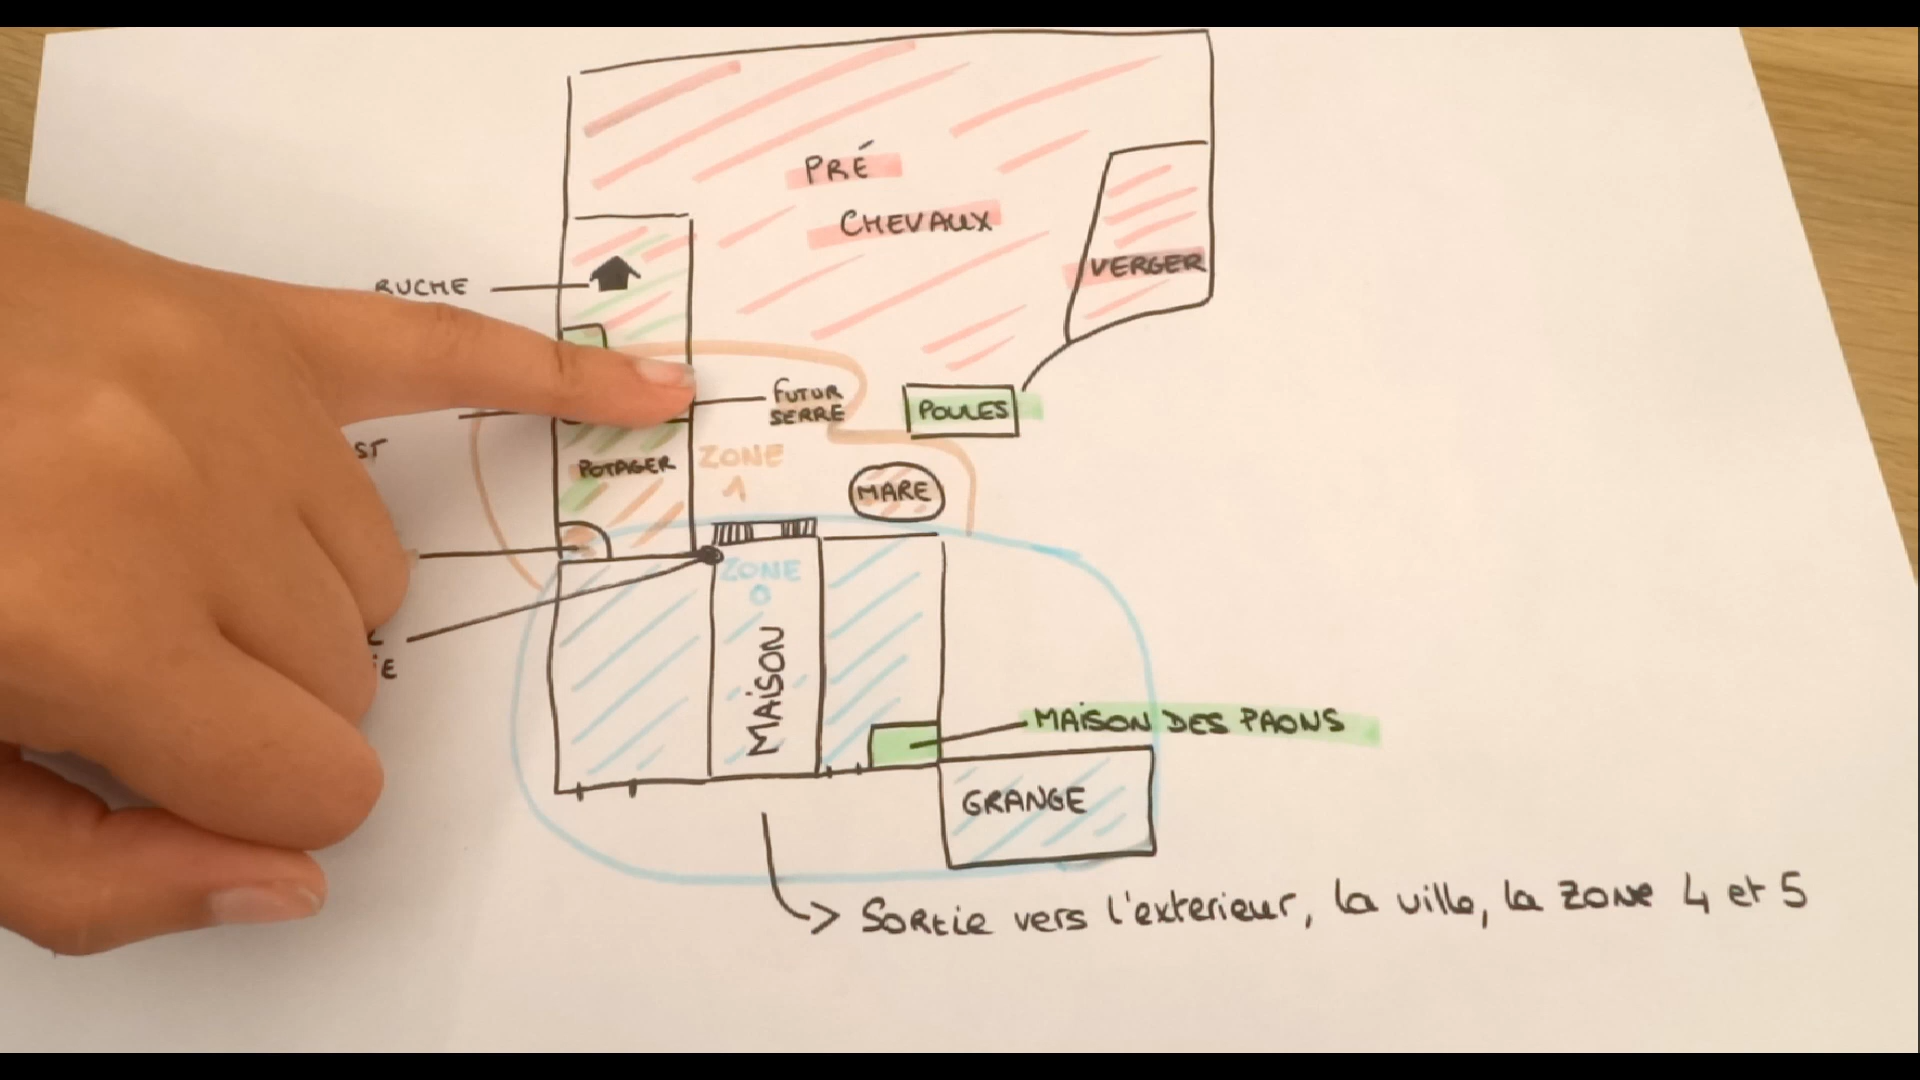 PRÉ
CHEVAUX
VERGER
RUCHE
FUTUR
SERRE
POULES
ST
POTAGER
ZONE
1
MARE
ZONE
0
MAISON
MAISON DES PAONS
GRANGE
> Sortie vers l'exterieur, la ville, la zone 4 et 5